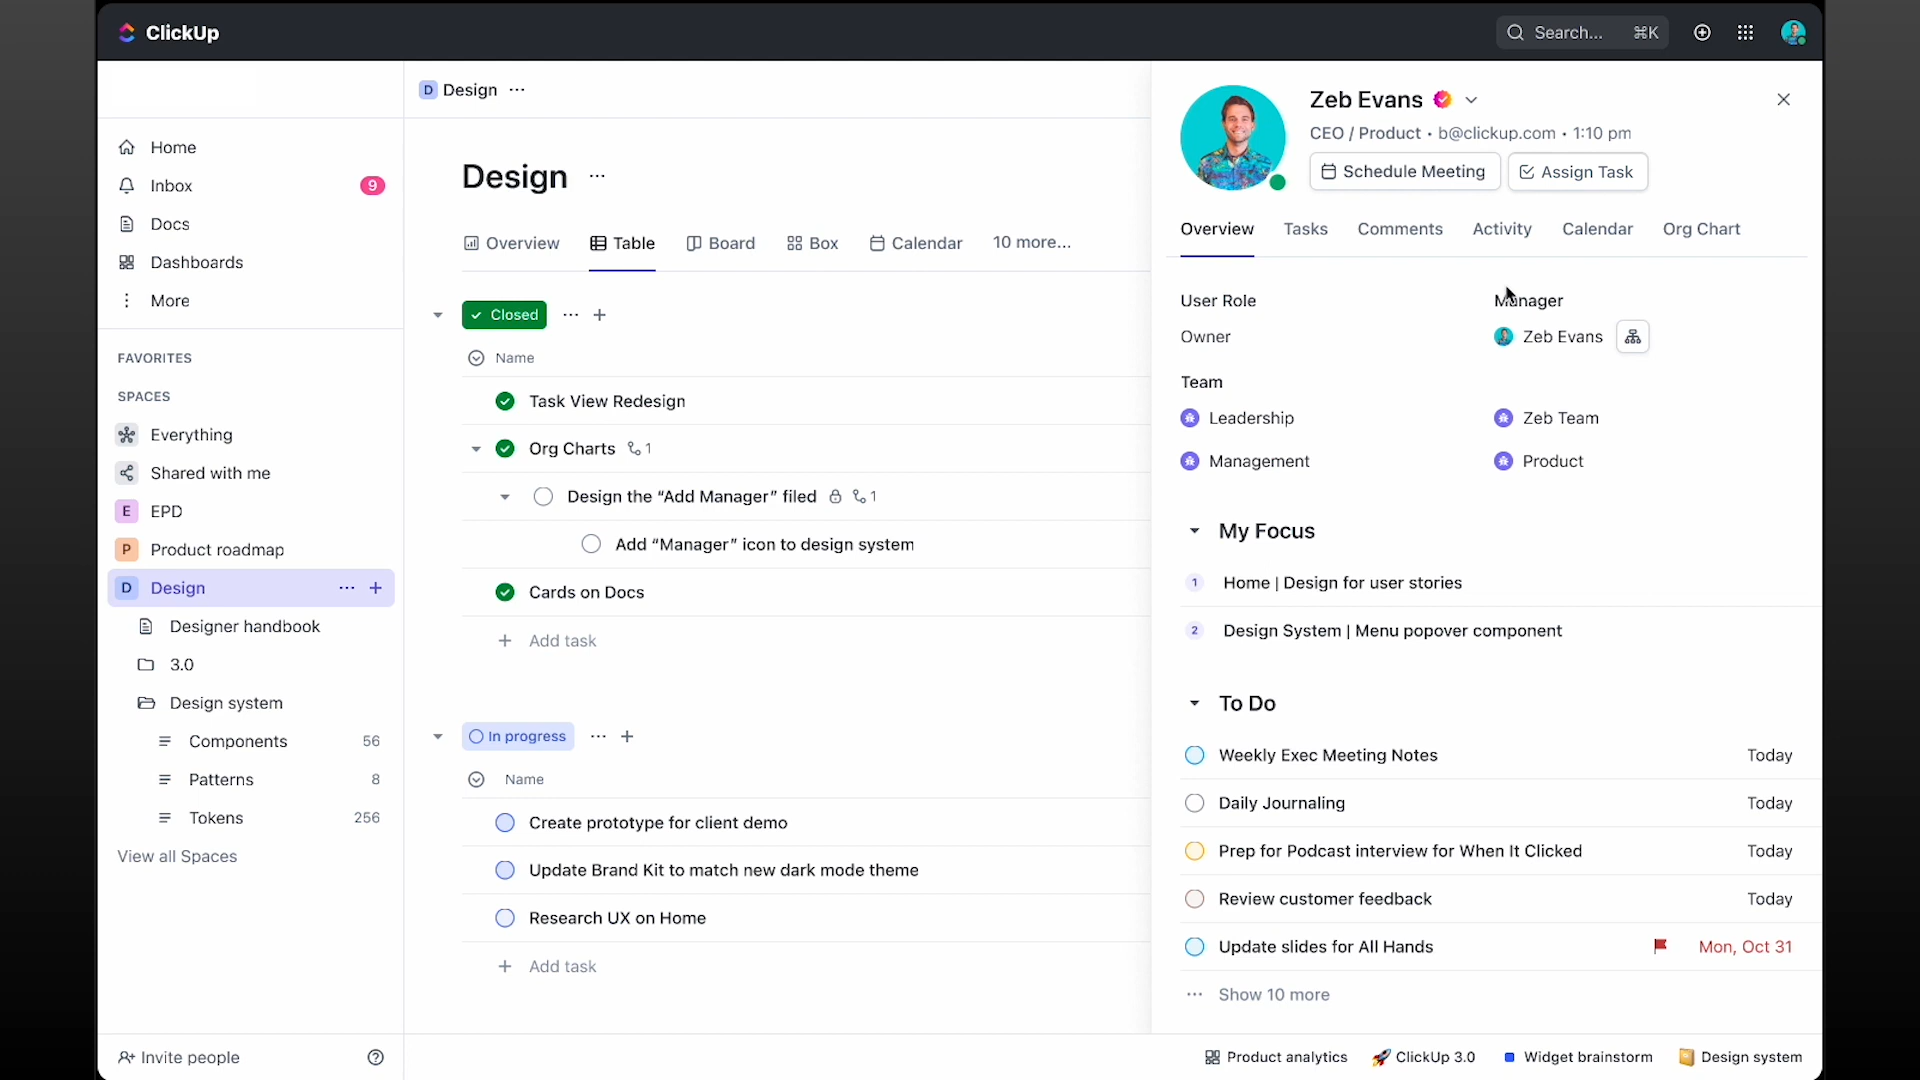 ClickUp
Search... ⌘K
Home
Inbox 9
Docs
Dashboards
More
FAVORITES
SPACES
Everything
Shared with me
E EPD
P Product roadmap
D Design
Designer handbook
3.0
Design system
Components 56
Patterns 8
Tokens 256
View all Spaces
Invite people
D Design
Design
Overview Table Board Box Calendar 10 more...
Closed
Name
Task View Redesign
Org Charts 1
Design the “Add Manager” filed 1
Add “Manager” icon to design system
Cards on Docs
Add task
In progress
Name
Create prototype for client demo
Update Brand Kit to match new dark mode theme
Research UX on Home
Add task
Zeb Evans
CEO / Product • b@clickup.com • 1:10 pm
Schedule Meeting Assign Task
Overview Tasks Comments Activity Calendar Org Chart
User Role Manager
Owner Zeb Evans
Team
Leadership Zeb Team
Management Product
My Focus
1 Home | Design for user stories
2 Design System | Menu popover component
To Do
Weekly Exec Meeting Notes Today
Daily Journaling Today
Prep for Podcast interview for When It Clicked Today
Review customer feedback Today
Update slides for All Hands Mon, Oct 31
Show 10 more
Product analytics ClickUp 3.0 Widget brainstorm Design system